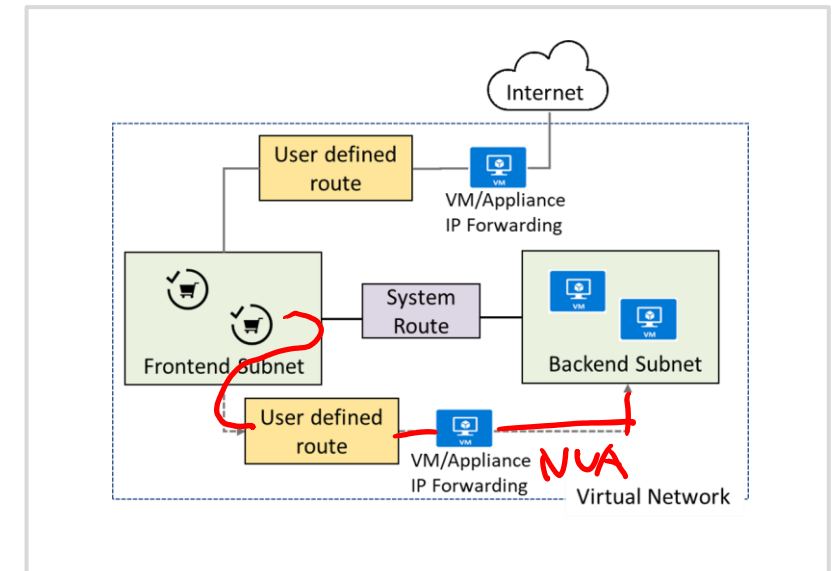 Internet
User defined
route
VM
VM/Appliance
IP Forwarding
System
Route
Frontend Subnet
VM
VM
Backend Subnet
User defined
route
VM
VM/Appliance
IP Forwarding
NVA
Virtual Network